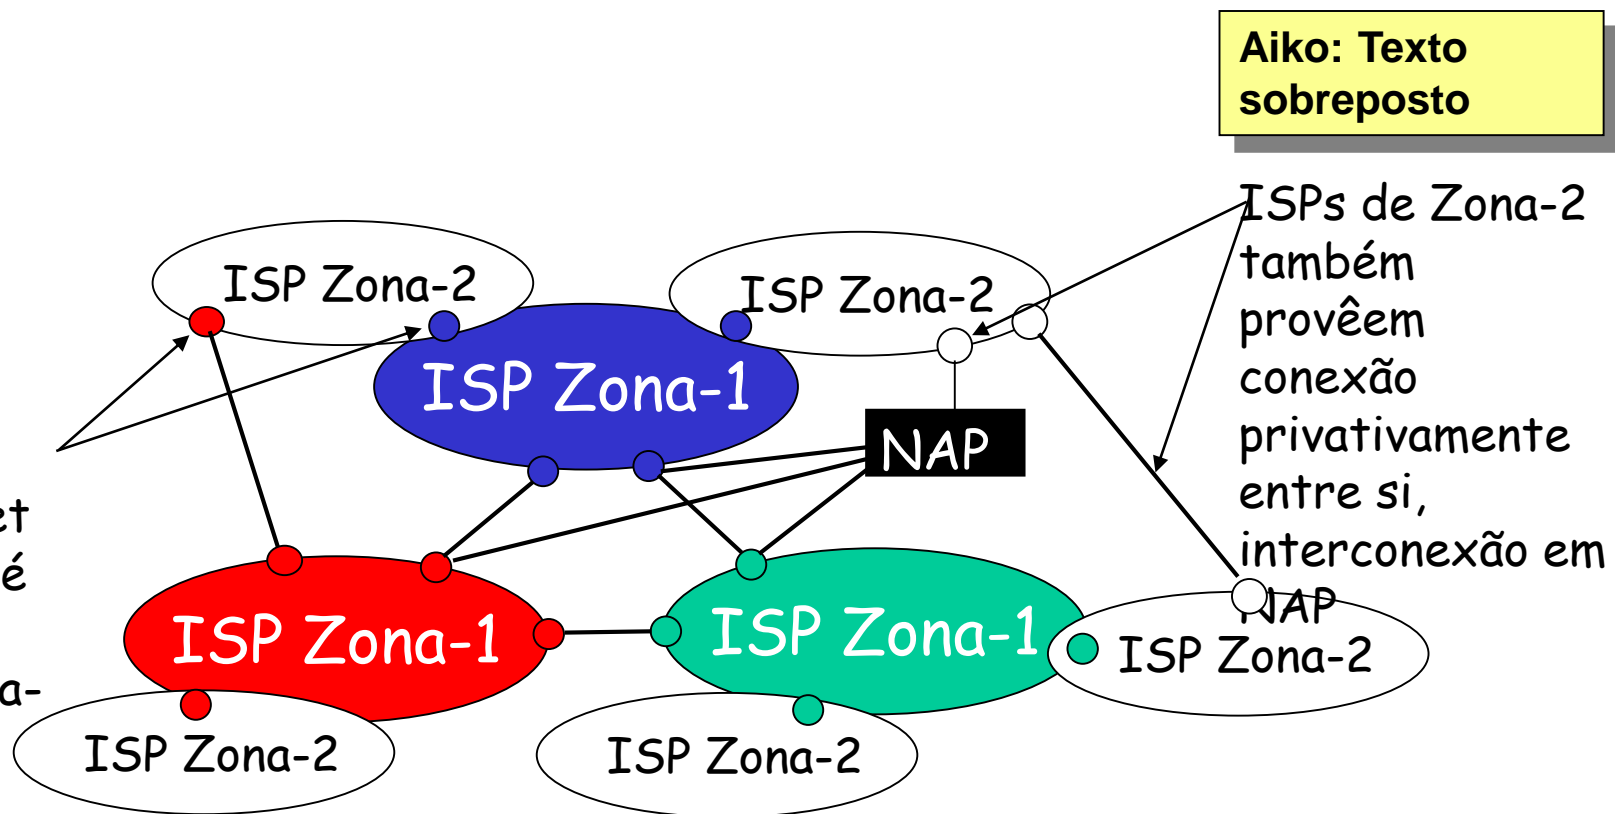 Aiko: Texto
sobreposto
ISPs de Zona-2
também
provêem
conexão
privativamente
entre si,
interconexão em
NAP
ISP Zona-2
ISP Zona-2
ISP Zona-1
NAP
et
é
a-
ISP Zona-1
ISP Zona-1
ISP Zona-2
ISP Zona-2
ISP Zona-2